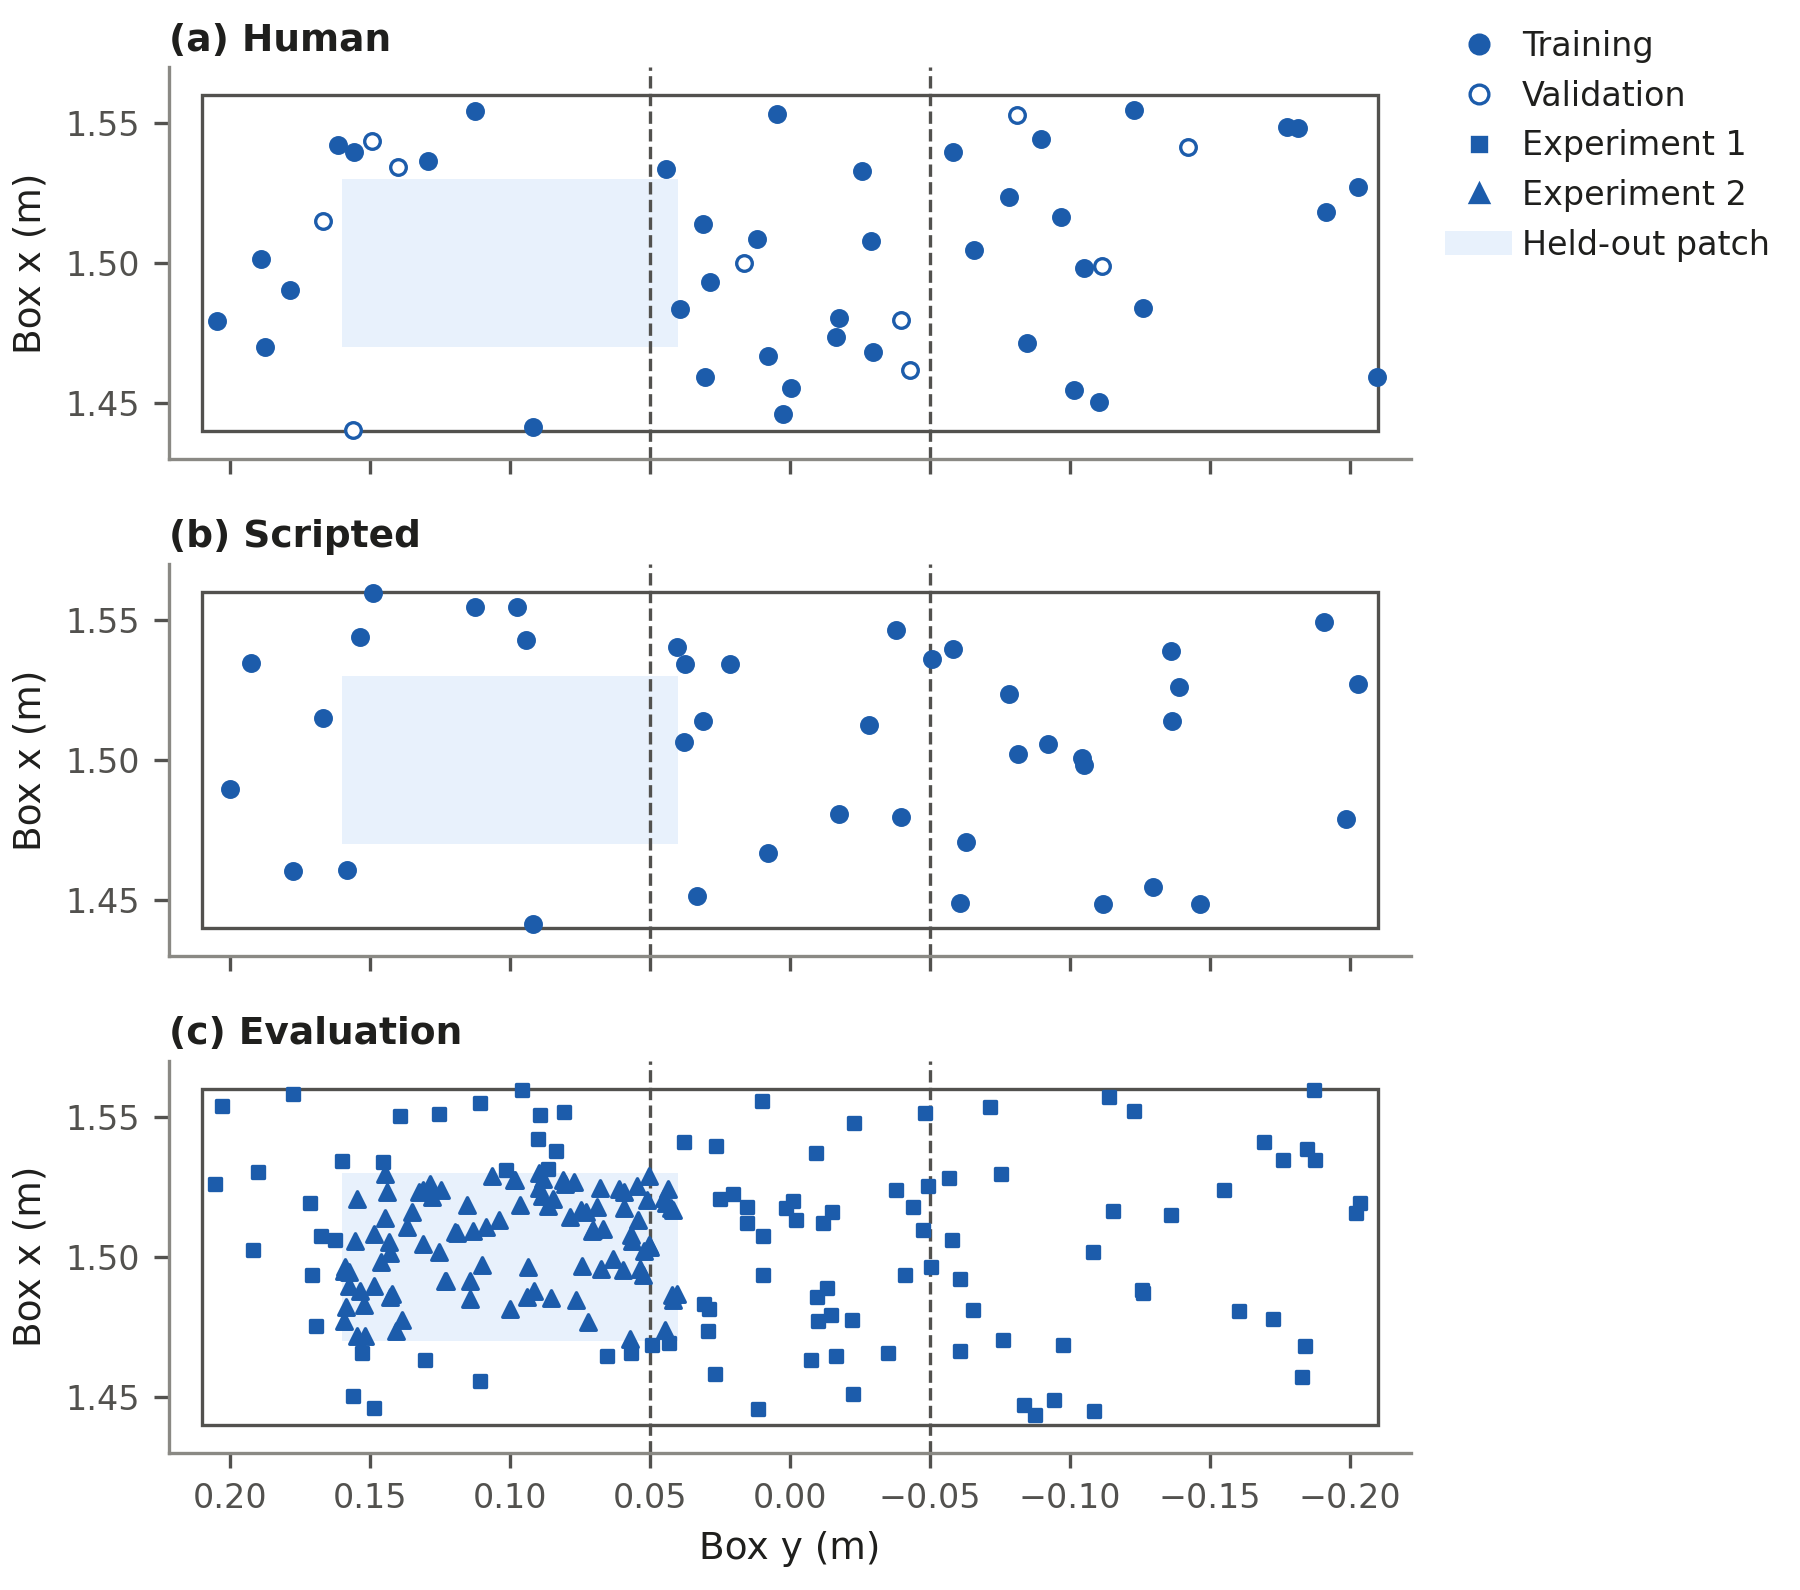 (a) Human
Training
Validation
Experiment 1
Experiment 2
Held-out patch
Box x (m)
1.55
1.50
1.45
(b) Scripted
Box x (m)
1.55
1.50
1.45
(c) Evaluation
Box x (m)
1.55
1.50
1.45
0.20 0.15 0.10 0.05 0.00 −0.05 −0.10 −0.15 −0.20
Box y (m)